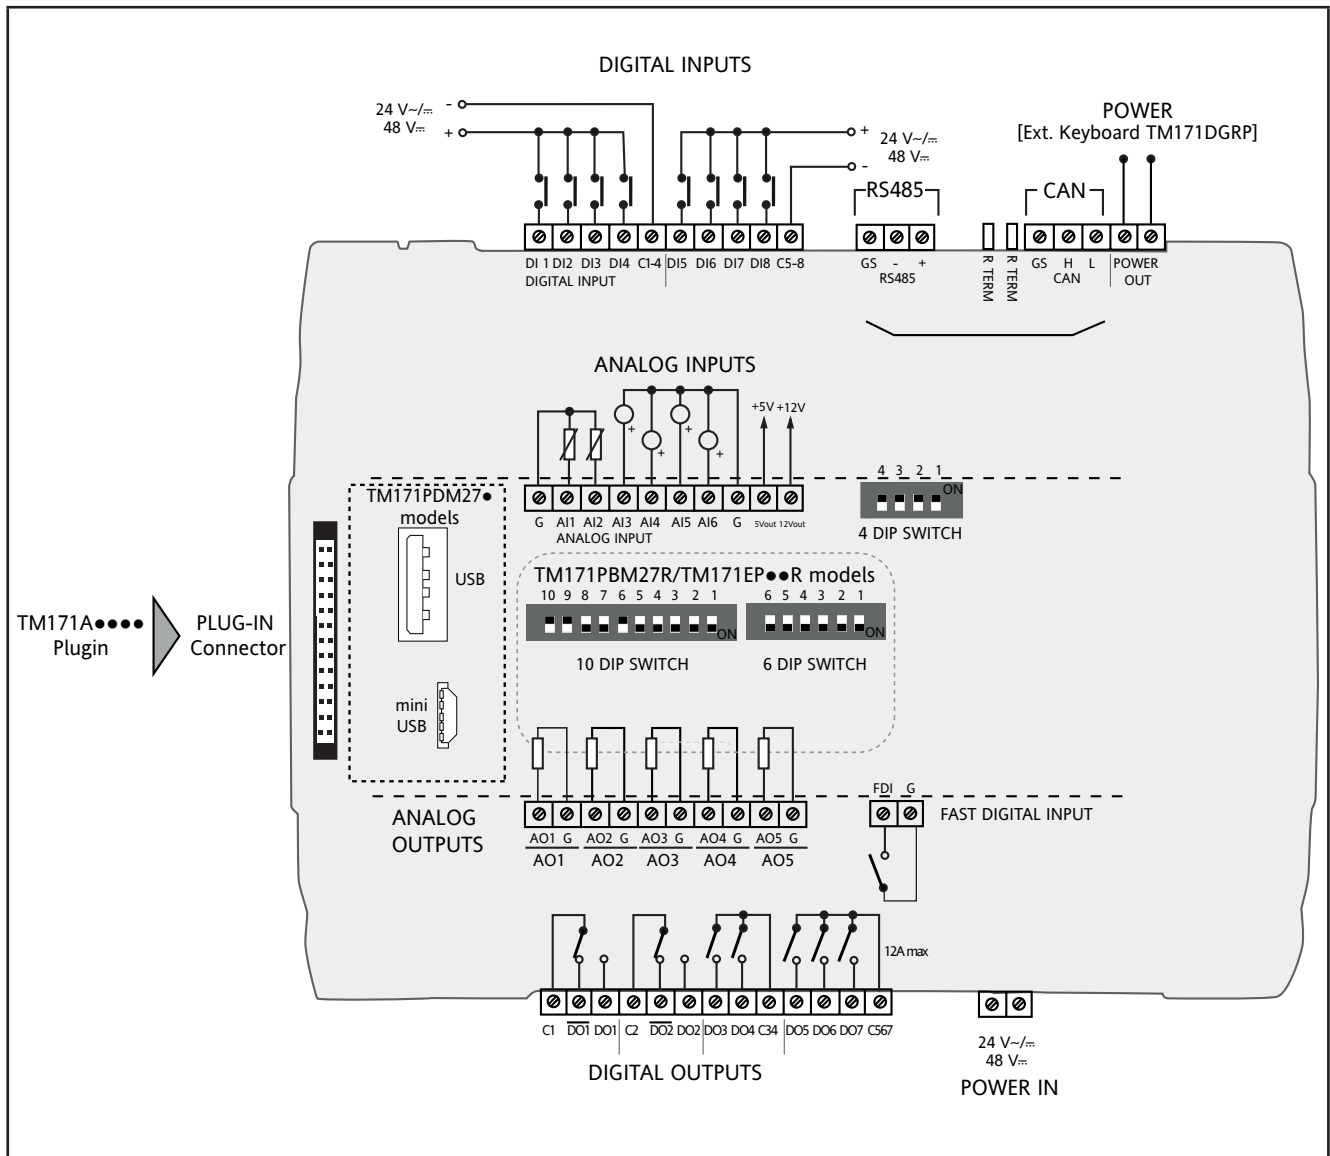 DIGITAL INPUTS
24 V~/⎓ -
48 V⎓ +
+ 24 V~/⎓
- 48 V⎓
POWER
[Ext. Keyboard TM171DGRP]
RS485
CAN
DI 1 DI2 DI3 DI4 C1-4 DI5 DI6 DI7 DI8 C5-8
DIGITAL INPUT
GS - +
RS485
R TERM
R TERM
GS H L
CAN
POWER
OUT
ANALOG INPUTS
+5V +12V
+ + + +
G AI1 AI2 AI3 AI4 AI5 AI6 G 5Vout 12Vout
ANALOG INPUT
4 3 2 1
ON
4 DIP SWITCH
TM171PDM27●
models
USB
mini
USB
TM171A●●●●
Plugin
PLUG-IN
Connector
TM171PBM27R/TM171EP●●R models
10 9 8 7 6 5 4 3 2 1
ON
10 DIP SWITCH
6 5 4 3 2 1
ON
6 DIP SWITCH
ANALOG
OUTPUTS
AO1 G AO2 G AO3 G AO4 G AO5 G
AO1 AO2 AO3 AO4 AO5
FDI G
FAST DIGITAL INPUT
12A max
C1 D̅O̅1̅ DO1 C2 D̅O̅2̅ DO2 DO3 DO4 C34 DO5 DO6 DO7 C567
DIGITAL OUTPUTS
24 V~/⎓
48 V⎓
POWER IN